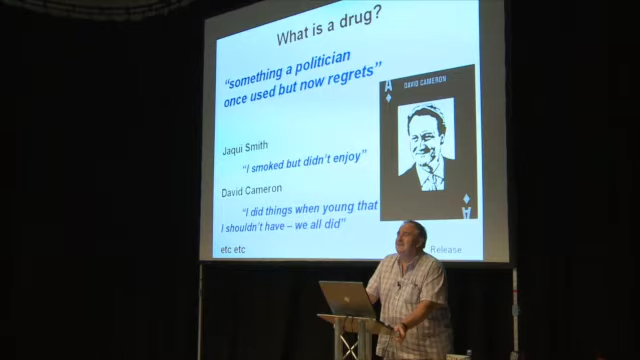 What is a drug?
"something a politician
once used but now regrets"
A
DAVID CAMERON
Jaqui Smith
"I smoked but didn't enjoy"
David Cameron
"I did things when young that
I shouldn't have – we all did"
A
etc etc
Release